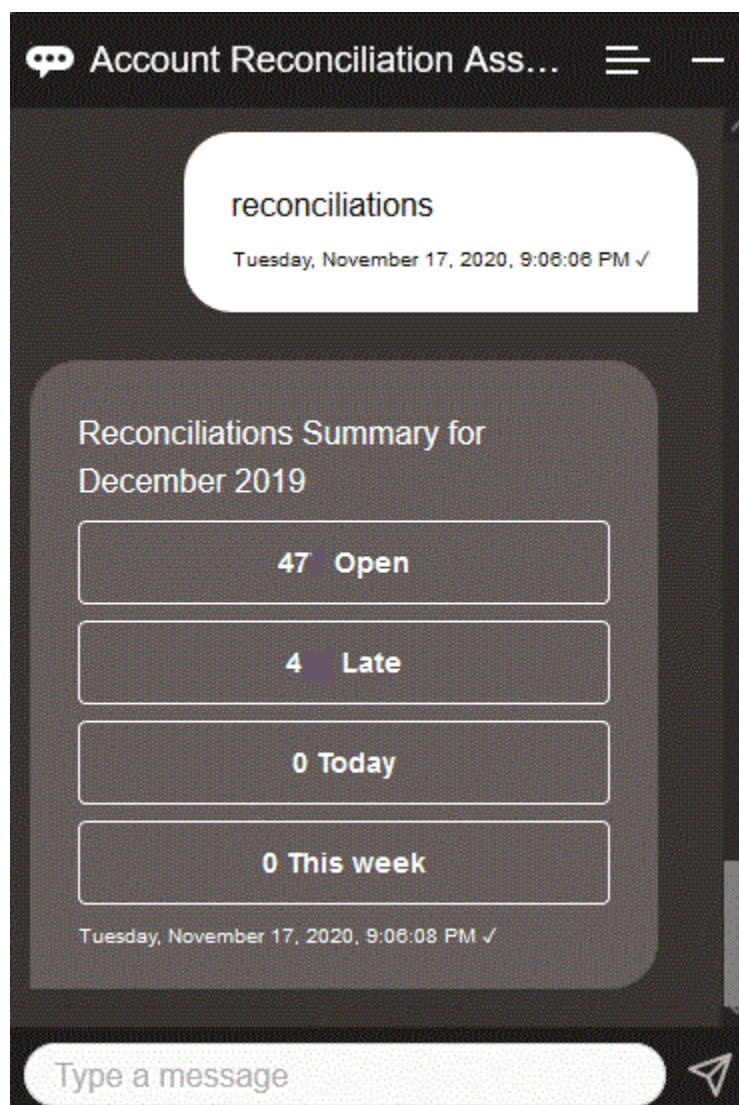 Account Reconciliation Ass...
reconciliations
Tuesday, November 17, 2020, 9:06:06 PM ✓
Reconciliations Summary for
December 2019
47 Open
4 Late
0 Today
0 This week
Tuesday, November 17, 2020, 9:06:08 PM ✓
Type a message